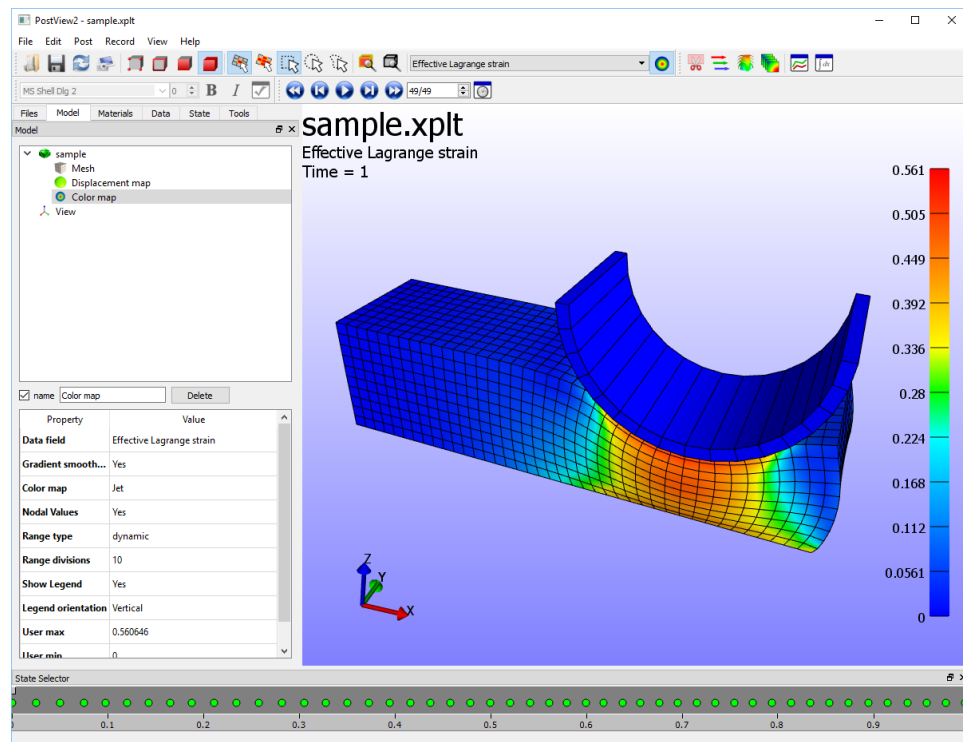 PostView2 - sample.xplt
File Edit Post Record View Help
Effective Lagrange strain
MS Shell Dlg 2 0 B I 49/49
Files Model Materials Data State Tools
Model
sample
Mesh
Displacement map
Color map
View
name Color map Delete
Property Value
Data field Effective Lagrange strain
Gradient smooth... Yes
Color map Jet
Nodal Values Yes
Range type dynamic
Range divisions 10
Show Legend Yes
Legend orientation Vertical
User max 0.560646
User min 0
sample.xplt
Effective Lagrange strain
Time = 1
0.561
0.505
0.449
0.392
0.336
0.28
0.224
0.168
0.112
0.0561
0
Z
Y
X
State Selector
0.1 0.2 0.3 0.4 0.5 0.6 0.7 0.8 0.9